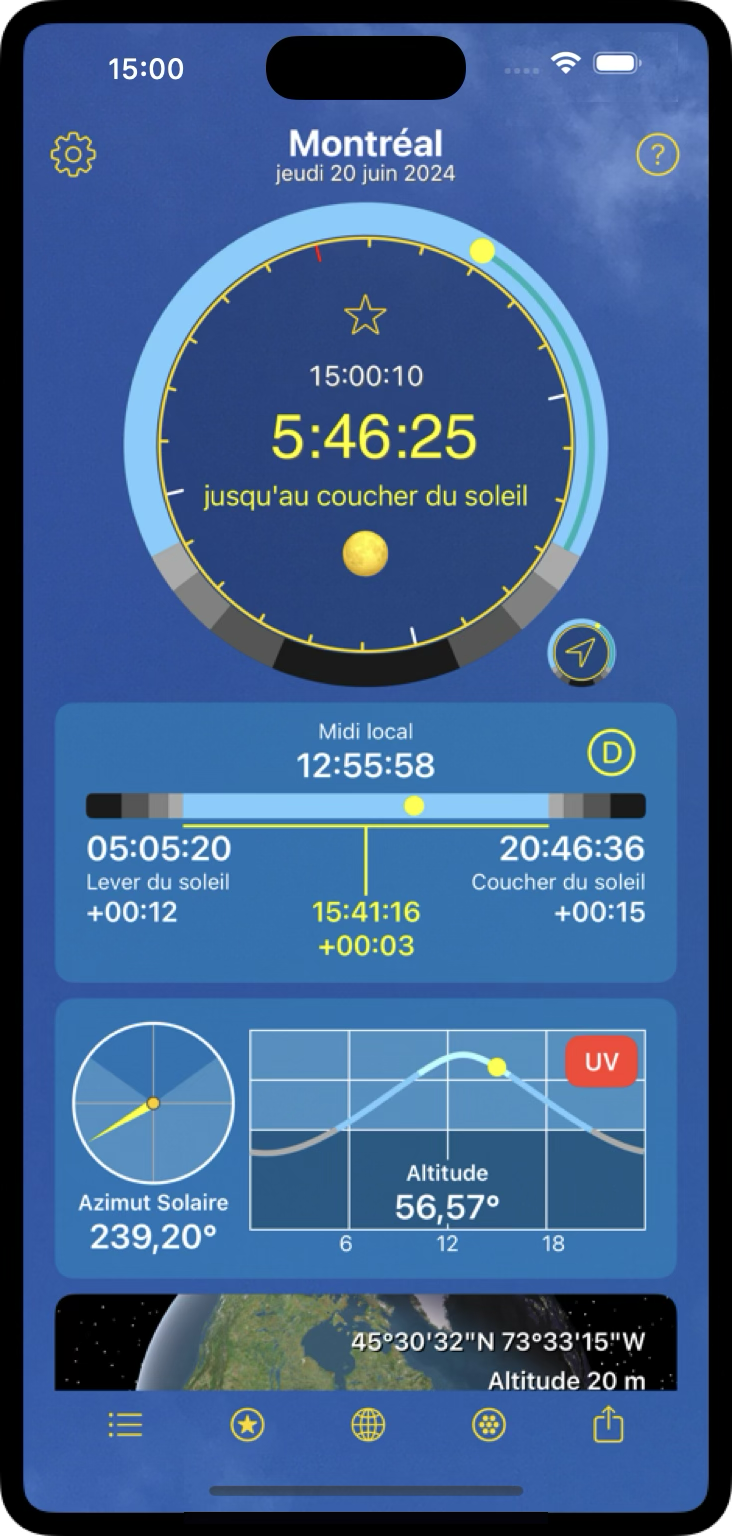 15:00
Montréal
jeudi 20 juin 2024
?
15:00:10
5:46:25
jusqu'au coucher du soleil
Midi local
12:55:58
D
05:05:20
20:46:36
Lever du soleil
Coucher du soleil
+00:12
15:41:16
+00:15
+00:03
UV
Altitude
56,57°
Azimut Solaire
239,20°
6 12 18
45°30'32"N 73°33'15"W
Altitude 20 m